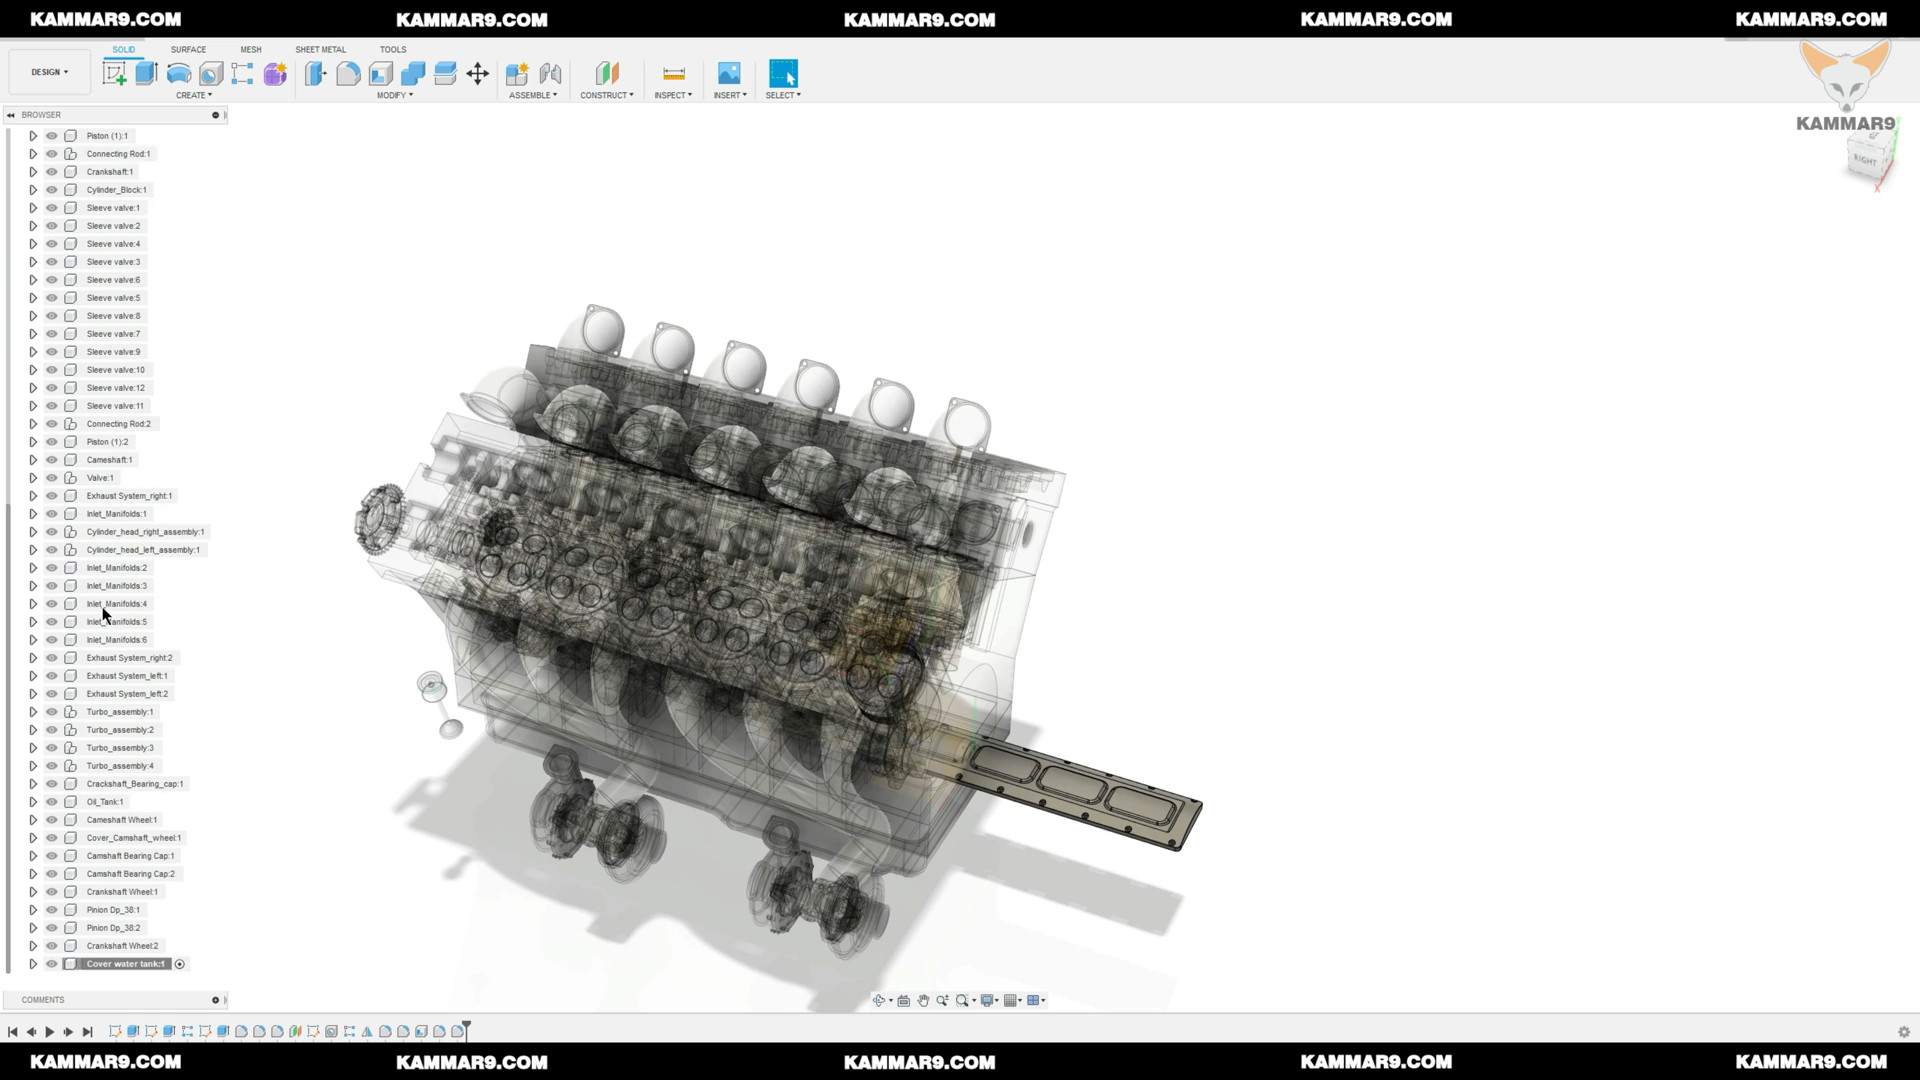 KAMMAR9.COM KAMMAR9.COM KAMMAR9.COM KAMMAR9.COM KAMMAR9.COM
SOLID SURFACE MESH SHEET METAL TOOLS
DESIGN
CREATE MODIFY ASSEMBLE CONSTRUCT INSPECT INSERT SELECT
KAMMAR9
RIGHT
BROWSER
Piston (1):1
Connecting Rod:1
Crankshaft:1
Cylinder_Block:1
Sleeve valve:1
Sleeve valve:2
Sleeve valve:4
Sleeve valve:3
Sleeve valve:6
Sleeve valve:5
Sleeve valve:8
Sleeve valve:7
Sleeve valve:9
Sleeve valve:10
Sleeve valve:12
Sleeve valve:11
Connecting Rod:2
Piston (1):2
Cameshaft:1
Valve:1
Exhaust System_right:1
Inlet_Manifolds:1
Cylinder_head_right_assembly:1
Cylinder_head_left_assembly:1
Inlet_Manifolds:2
Inlet_Manifolds:3
Inlet_Manifolds:4
Inlet_Manifolds:5
Inlet_Manifolds:6
Exhaust System_right:2
Exhaust System_left:1
Exhaust System_left:2
Turbo_assembly:1
Turbo_assembly:2
Turbo_assembly:3
Turbo_assembly:4
Crackshaft_Bearing_cap:1
Oil_Tank:1
Cameshaft Wheel:1
Cover_Camshaft_wheel:1
Camshaft Bearing Cap:1
Camshaft Bearing Cap:2
Crankshaft Wheel:1
Pinion Dp_38:1
Pinion Dp_38:2
Crankshaft Wheel:2
Cover water tank:1
COMMENTS
KAMMAR9.COM KAMMAR9.COM KAMMAR9.COM KAMMAR9.COM KAMMAR9.COM